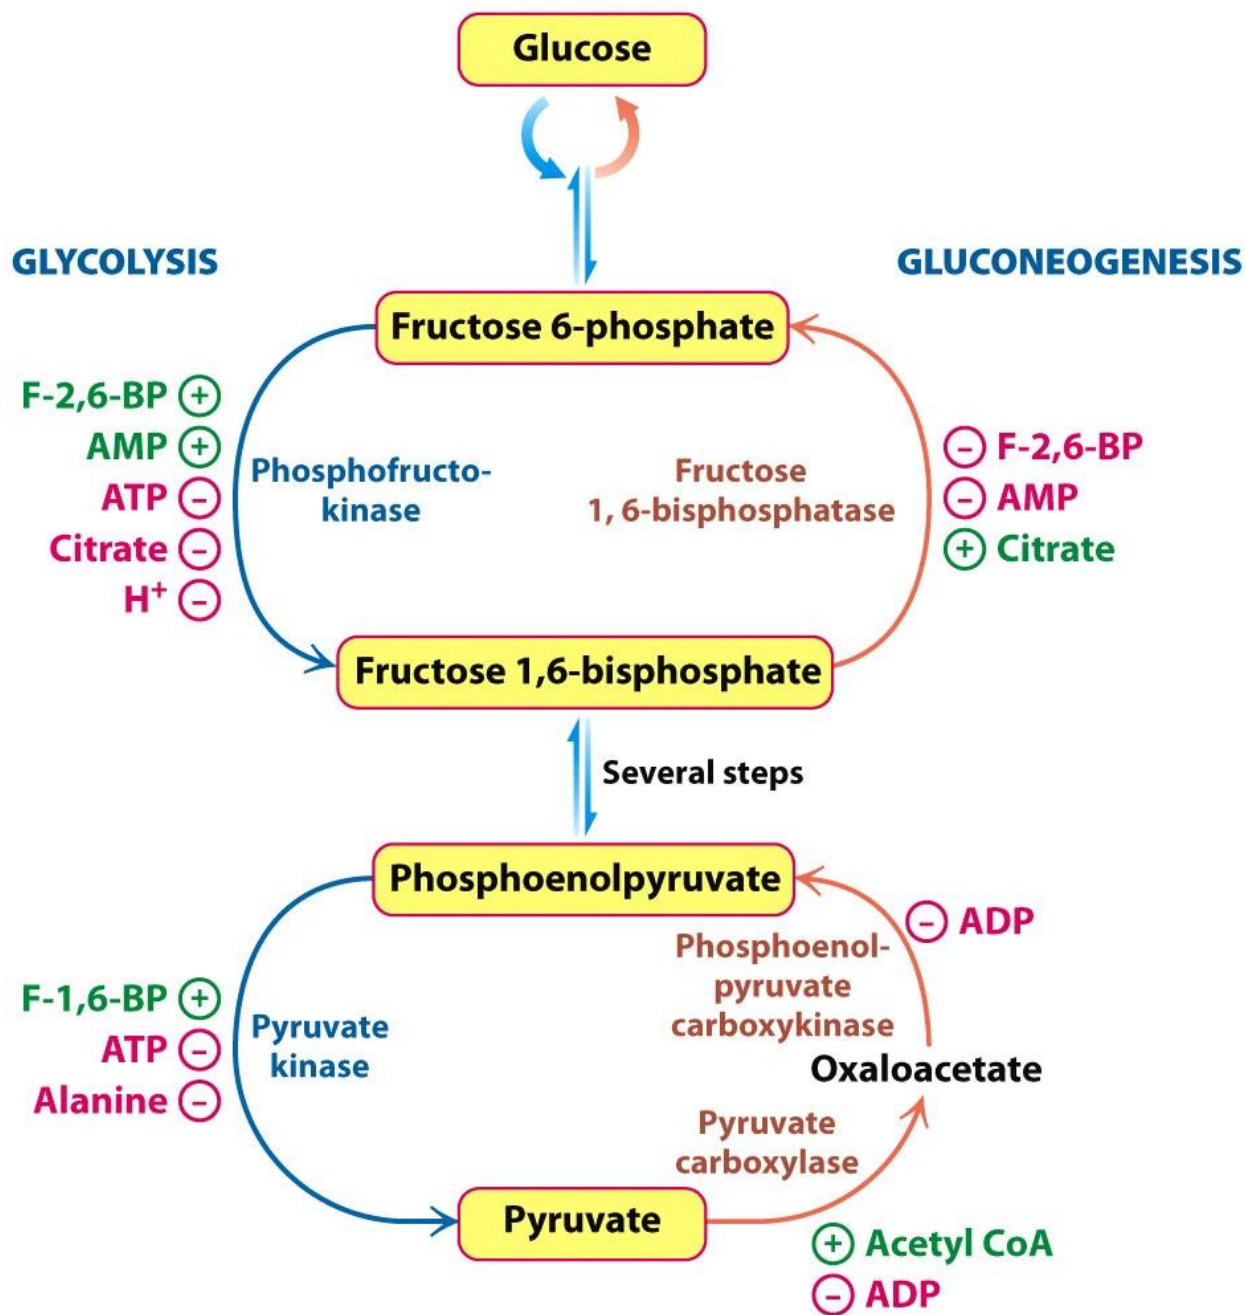 Glucose
GLYCOLYSIS
GLUCONEOGENESIS
Fructose 6-phosphate
F-2,6-BP +
AMP +
ATP −
Citrate −
H⁺ −
Phosphofructo-
kinase
Fructose
1, 6-bisphosphatase
− F-2,6-BP
− AMP
+ Citrate
Fructose 1,6-bisphosphate
Several steps
Phosphoenolpyruvate
− ADP
Phosphoenol-
pyruvate
carboxykinase
F-1,6-BP +
ATP −
Alanine −
Pyruvate
kinase
Oxaloacetate
Pyruvate
carboxylase
Pyruvate
+ Acetyl CoA
− ADP